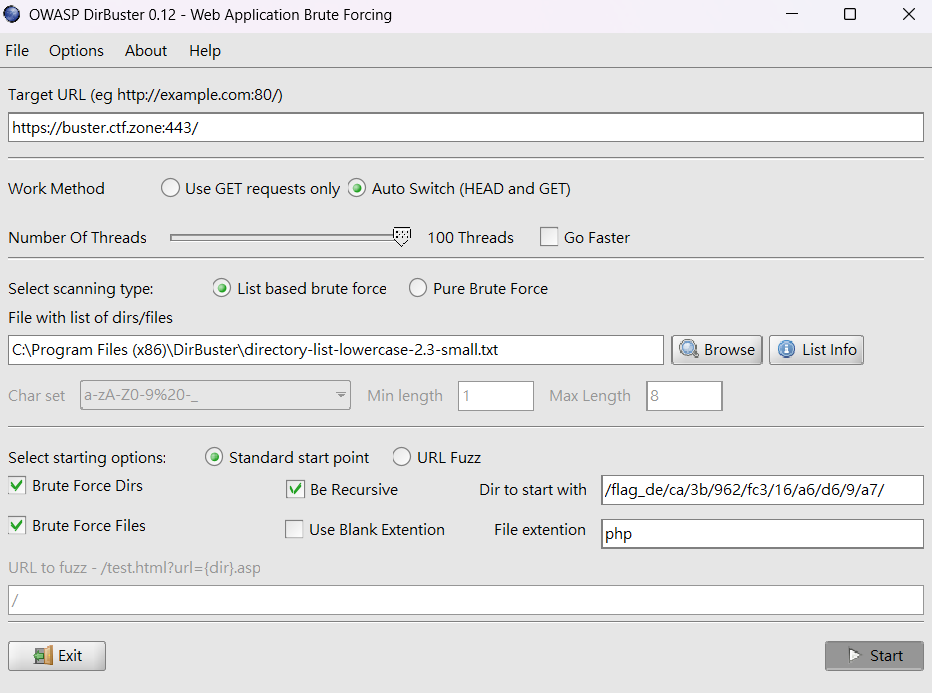 OWASP DirBuster 0.12 - Web Application Brute Forcing
File Options About Help
Target URL (eg http://example.com:80/)
https://buster.ctf.zone:443/
Work Method Use GET requests only Auto Switch (HEAD and GET)
Number Of Threads 100 Threads Go Faster
Select scanning type: List based brute force Pure Brute Force
File with list of dirs/files
C:\Program Files (x86)\DirBuster\directory-list-lowercase-2.3-small.txt Browse List Info
Char set a-zA-Z0-9%20-_ Min length 1 Max Length 8
Select starting options: Standard start point URL Fuzz
Brute Force Dirs Be Recursive Dir to start with /flag_de/ca/3b/962/fc3/16/a6/d6/9/a7/
Brute Force Files Use Blank Extention File extention php
URL to fuzz - /test.html?url={dir}.asp
/
Exit Start